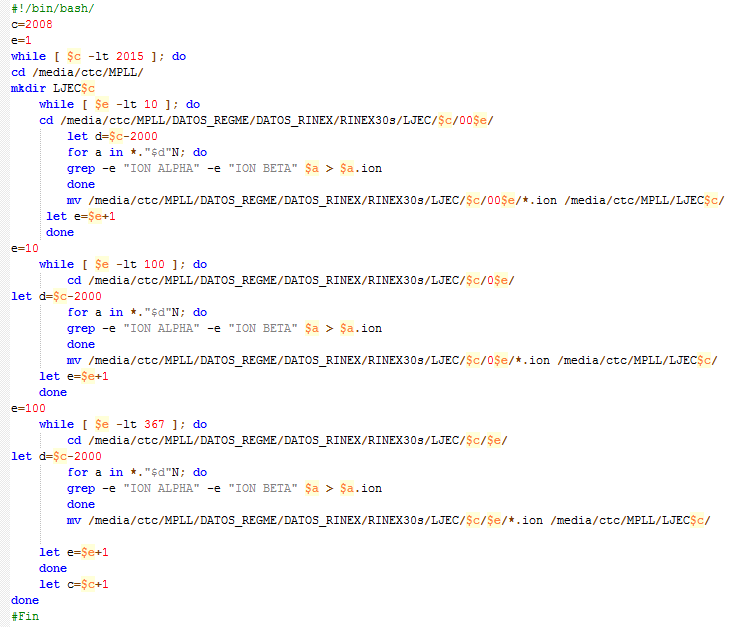 #!/bin/bash/
c=2008
e=1
while [ $c -lt 2015 ]; do
cd /media/ctc/MPLL/
mkdir LJEC$c
    while [ $e -lt 10 ]; do
    cd /media/ctc/MPLL/DATOS_REGME/DATOS_RINEX/RINEX30s/LJEC/$c/00$e/
        let d=$c-2000
        for a in *."$d"N; do
        grep -e "ION ALPHA" -e "ION BETA" $a > $a.ion
        done
        mv /media/ctc/MPLL/DATOS_REGME/DATOS_RINEX/RINEX30s/LJEC/$c/00$e/*.ion /media/ctc/MPLL/LJEC$c/
     let e=$e+1
     done
e=10
    while [ $e -lt 100 ]; do
        cd /media/ctc/MPLL/DATOS_REGME/DATOS_RINEX/RINEX30s/LJEC/$c/0$e/
let d=$c-2000
        for a in *."$d"N; do
        grep -e "ION ALPHA" -e "ION BETA" $a > $a.ion
        done
        mv /media/ctc/MPLL/DATOS_REGME/DATOS_RINEX/RINEX30s/LJEC/$c/0$e/*.ion /media/ctc/MPLL/LJEC$c/
    let e=$e+1
    done
e=100
    while [ $e -lt 367 ]; do
        cd /media/ctc/MPLL/DATOS_REGME/DATOS_RINEX/RINEX30s/LJEC/$c/$e/
let d=$c-2000
        for a in *."$d"N; do
        grep -e "ION ALPHA" -e "ION BETA" $a > $a.ion
        done
        mv /media/ctc/MPLL/DATOS_REGME/DATOS_RINEX/RINEX30s/LJEC/$c/$e/*.ion /media/ctc/MPLL/LJEC$c/

    let e=$e+1
    done
    let c=$c+1
done
#Fin